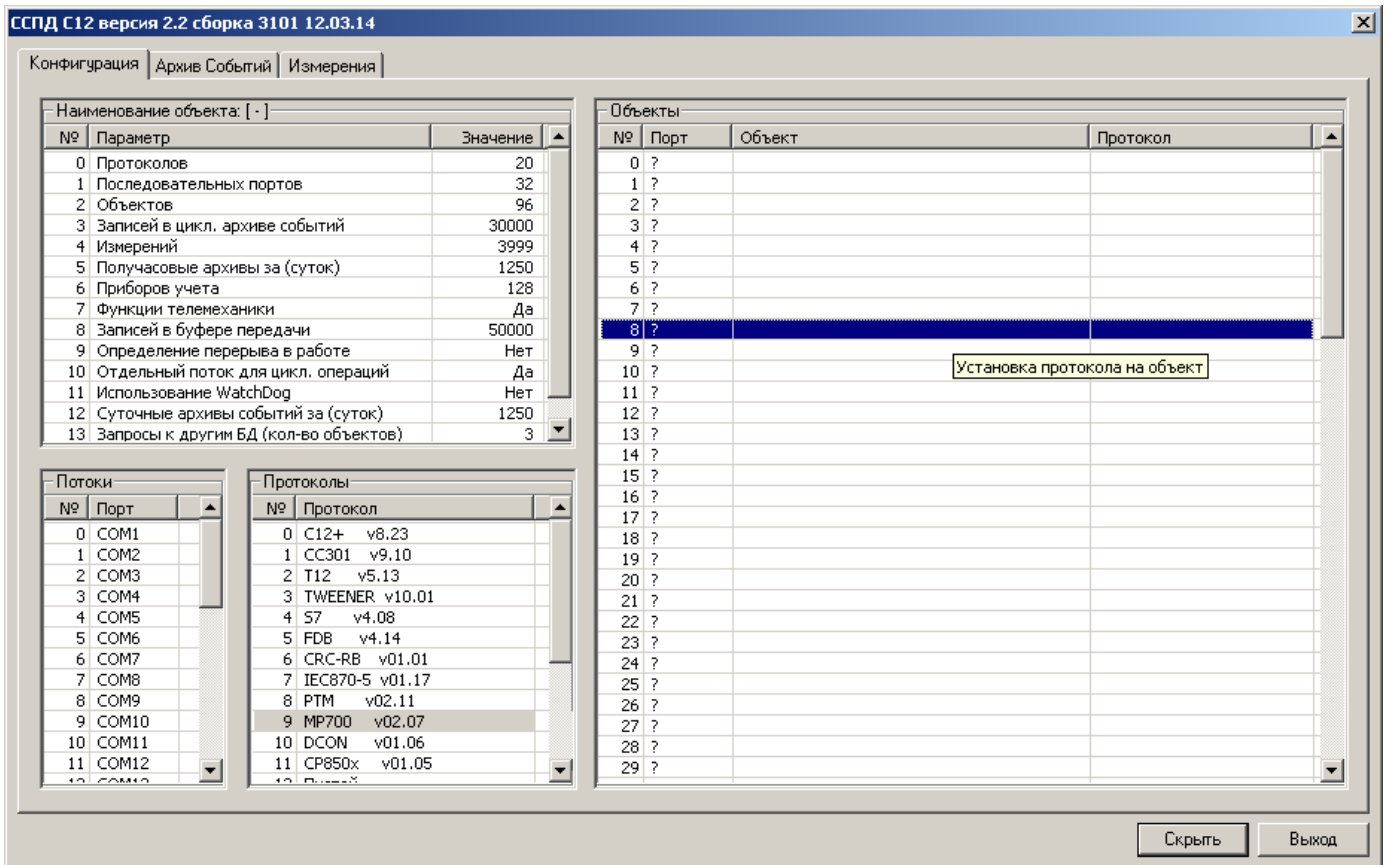 ССПД С12 версия 2.2 сборка 3101 12.03.14
Конфигурация Архив Событий Измерения
Наименование объекта: [ - ]
№ Параметр Значение
0 Протоколов 20
1 Последовательных портов 32
2 Объектов 96
3 Записей в цикл. архиве событий 30000
4 Измерений 3999
5 Получасовые архивы за (суток) 1250
6 Приборов учета 128
7 Функции телемеханики Да
8 Записей в буфере передачи 50000
9 Определение перерыва в работе Нет
10 Отдельный поток для цикл. операций Да
11 Использование WatchDog Нет
12 Суточные архивы событий за (суток) 1250
13 Запросы к другим БД (кол-во объектов) 3
Потоки
№ Порт
0 COM1
1 COM2
2 COM3
3 COM4
4 COM5
5 COM6
6 COM7
7 COM8
8 COM9
9 COM10
10 COM11
11 COM12
12 COM13
Протоколы
№ Протокол
0 C12+ v8.23
1 CC301 v9.10
2 T12 v5.13
3 TWEENER v10.01
4 S7 v4.08
5 FDB v4.14
6 CRC-RB v01.01
7 IEC870-5 v01.17
8 PTM v02.11
9 MP700 v02.07
10 DCON v01.06
11 CP850x v01.05
12 Пустой
Объекты
№ Порт Объект Протокол
0 ?
1 ?
2 ?
3 ?
4 ?
5 ?
6 ?
7 ?
8 ?
9 ?
Установка протокола на объект
10 ?
11 ?
12 ?
13 ?
14 ?
15 ?
16 ?
17 ?
18 ?
19 ?
20 ?
21 ?
22 ?
23 ?
24 ?
25 ?
26 ?
27 ?
28 ?
29 ?
Скрыть Выход